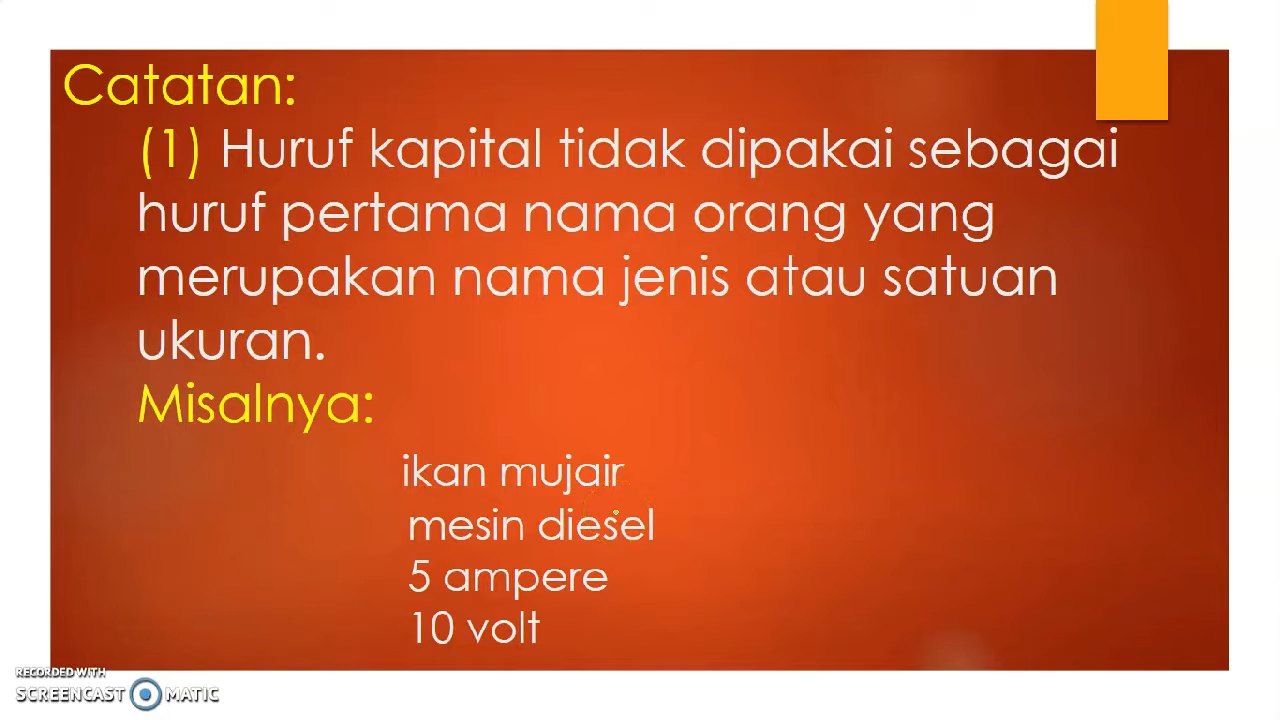 Catatan:
(1) Huruf kapital tidak dipakai sebagai
huruf pertama nama orang yang
merupakan nama jenis atau satuan
ukuran.
Misalnya:
ikan mujair
mesin diesel
5 ampere
10 volt
RECORDED WITH
SCREENCAST MATIC